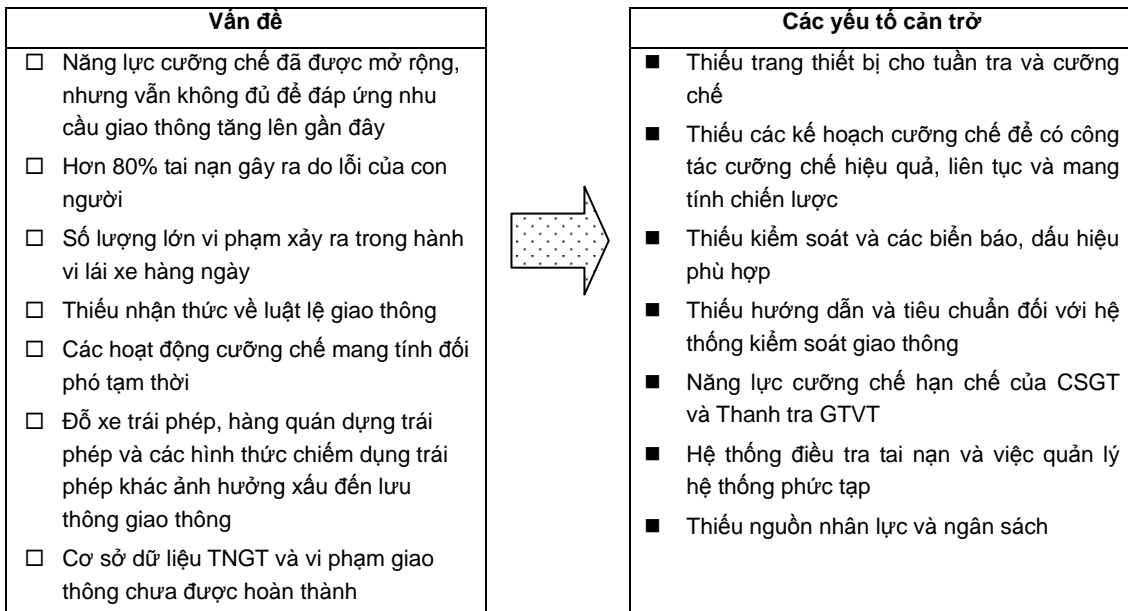 Vấn đề
□ Năng lực cưỡng chế đã được mở rộng,
nhưng vẫn không đủ để đáp ứng nhu
cầu giao thông tăng lên gần đây
□ Hơn 80% tai nạn gây ra do lỗi của con
người
□ Số lượng lớn vi phạm xảy ra trong hành
vi lái xe hàng ngày
□ Thiếu nhận thức về luật lệ giao thông
□ Các hoạt động cưỡng chế mang tính đối
phó tạm thời
□ Đỗ xe trái phép, hàng quán dựng trái
phép và các hình thức chiếm dụng trái
phép khác ảnh hưởng xấu đến lưu
thông giao thông
□ Cơ sở dữ liệu TNGT và vi phạm giao
thông chưa được hoàn thành
Các yếu tố cản trở
■ Thiếu trang thiết bị cho tuần tra và cưỡng
chế
■ Thiếu các kế hoạch cưỡng chế để có công
tác cưỡng chế hiệu quả, liên tục và mang
tính chiến lược
■ Thiếu kiểm soát và các biển báo, dấu hiệu
phù hợp
■ Thiếu hướng dẫn và tiêu chuẩn đối với hệ
thống kiểm soát giao thông
■ Năng lực cưỡng chế hạn chế của CSGT
và Thanh tra GTVT
■ Hệ thống điều tra tai nạn và việc quản lý
hệ thống phức tạp
■ Thiếu nguồn nhân lực và ngân sách